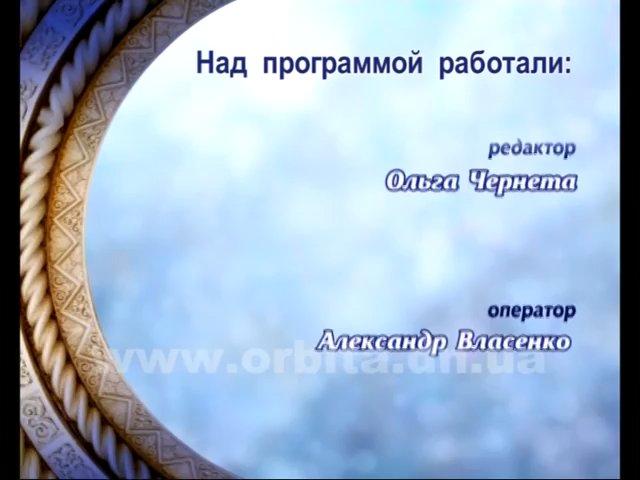 Над программой работали:
редактор
Ольга Чернета
оператор
Александр Власенко
www.orbita.dn.ua